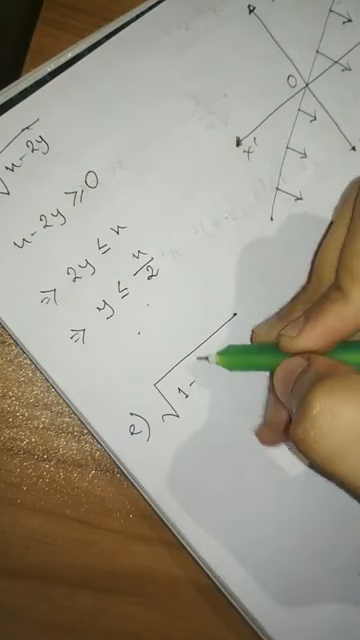 √x-2y
x-2y ≥ 0
⇒ 2y ≤ x
⇒ y ≤ x/2
e) √1-
O
x'